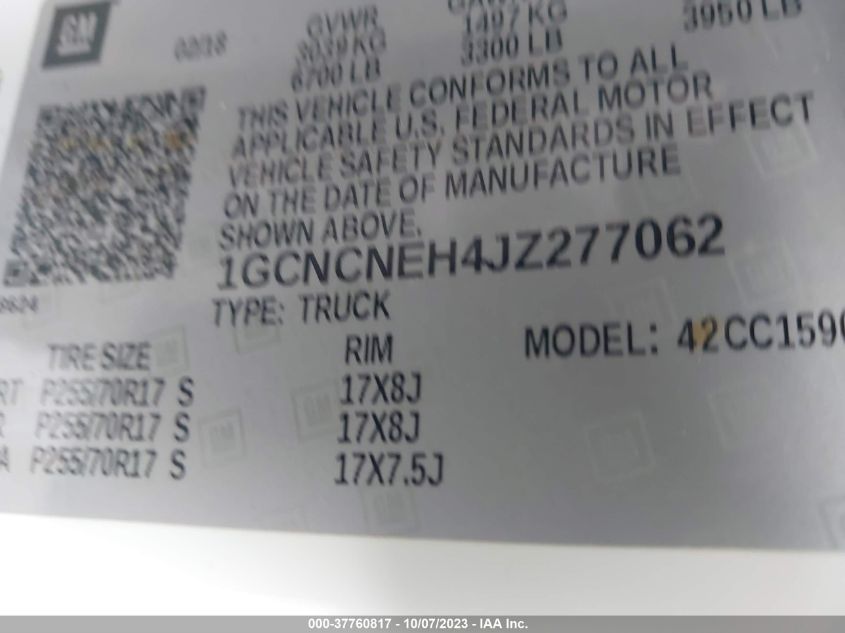 GM
02/18
GVWR
3039 KG
6700 LB
1497 KG
3300 LB
3950 LB
THIS VEHICLE CONFORMS TO ALL
APPLICABLE U.S. FEDERAL MOTOR
VEHICLE SAFETY STANDARDS IN EFFECT
ON THE DATE OF MANUFACTURE
SHOWN ABOVE.
1GCNCNEH4JZ277062
TYPE: TRUCK
MODEL: 42CC1590
TIRE SIZE RIM
RT P255/70R17 S 17X8J
R P255/70R17 S 17X8J
A P255/70R17 S 17X7.5J
000-37760817 - 10/07/2023 - IAA Inc.